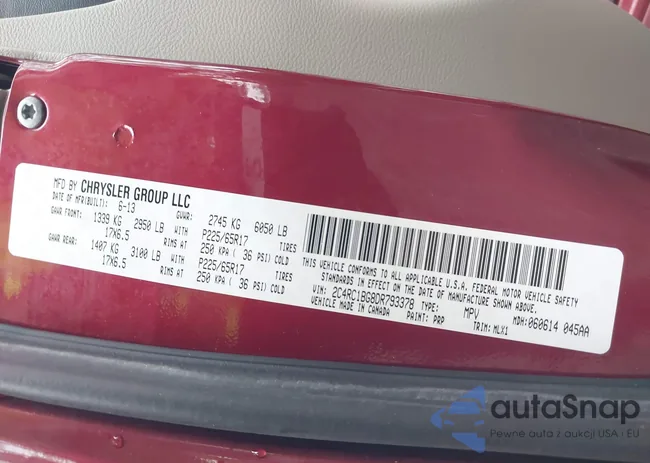 MFD BY CHRYSLER GROUP LLC
DATE OF MFR(BUILT): 6-13 GVWR: 2745 KG 6050 LB
GAWR FRONT: 1339 KG 2950 LB WITH P225/65R17 TIRES
17X6.5 RIMS AT 250 KPA ( 36 PSI) COLD
GAWR REAR: 1407 KG 3100 LB WITH P225/65R17 TIRES
17X6.5 RIMS AT 250 KPA ( 36 PSI) COLD
THIS VEHICLE CONFORMS TO ALL APPLICABLE U.S.A. FEDERAL MOTOR VEHICLE SAFETY
STANDARDS IN EFFECT ON THE DATE OF MANUFACTURE SHOWN ABOVE.
VIN: 2C4RC1BG8DR793378 TYPE: MPV MDH:060614 045AA
VEHICLE MADE IN CANADA PAINT: PRP TRIM: MLX1
autaSnap
Pewne auta z aukcji USA i EU